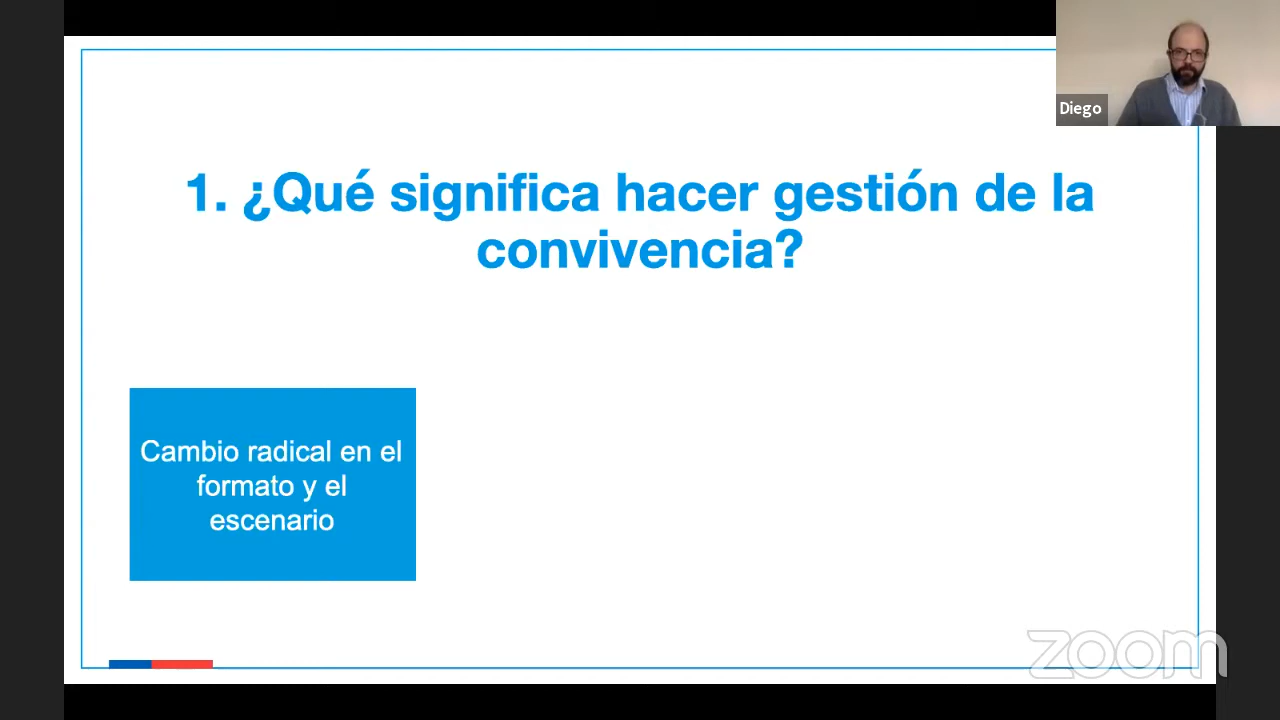 Diego
1. ¿Qué significa hacer gestión de la
convivencia?
Cambio radical en el
formato y el
escenario
zoom